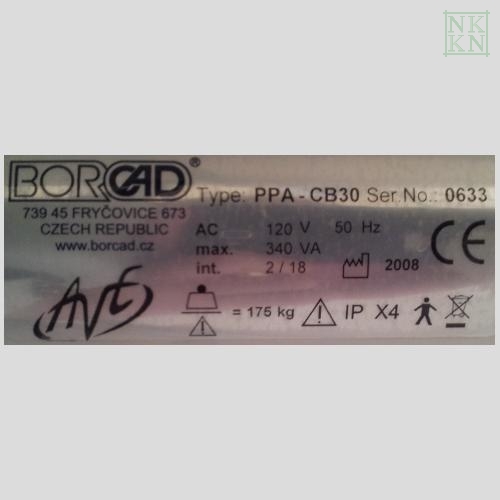 NK
KN
BORCAD®
739 45 FRYČOVICE 673
CZECH REPUBLIC
www.borcad.cz
AVE
Type: PPA - CB30 Ser.No.: 0633
AC 120 V 50 Hz
max. 340 VA
int. 2 / 18
2008
CE
= 175 kg
IP X4